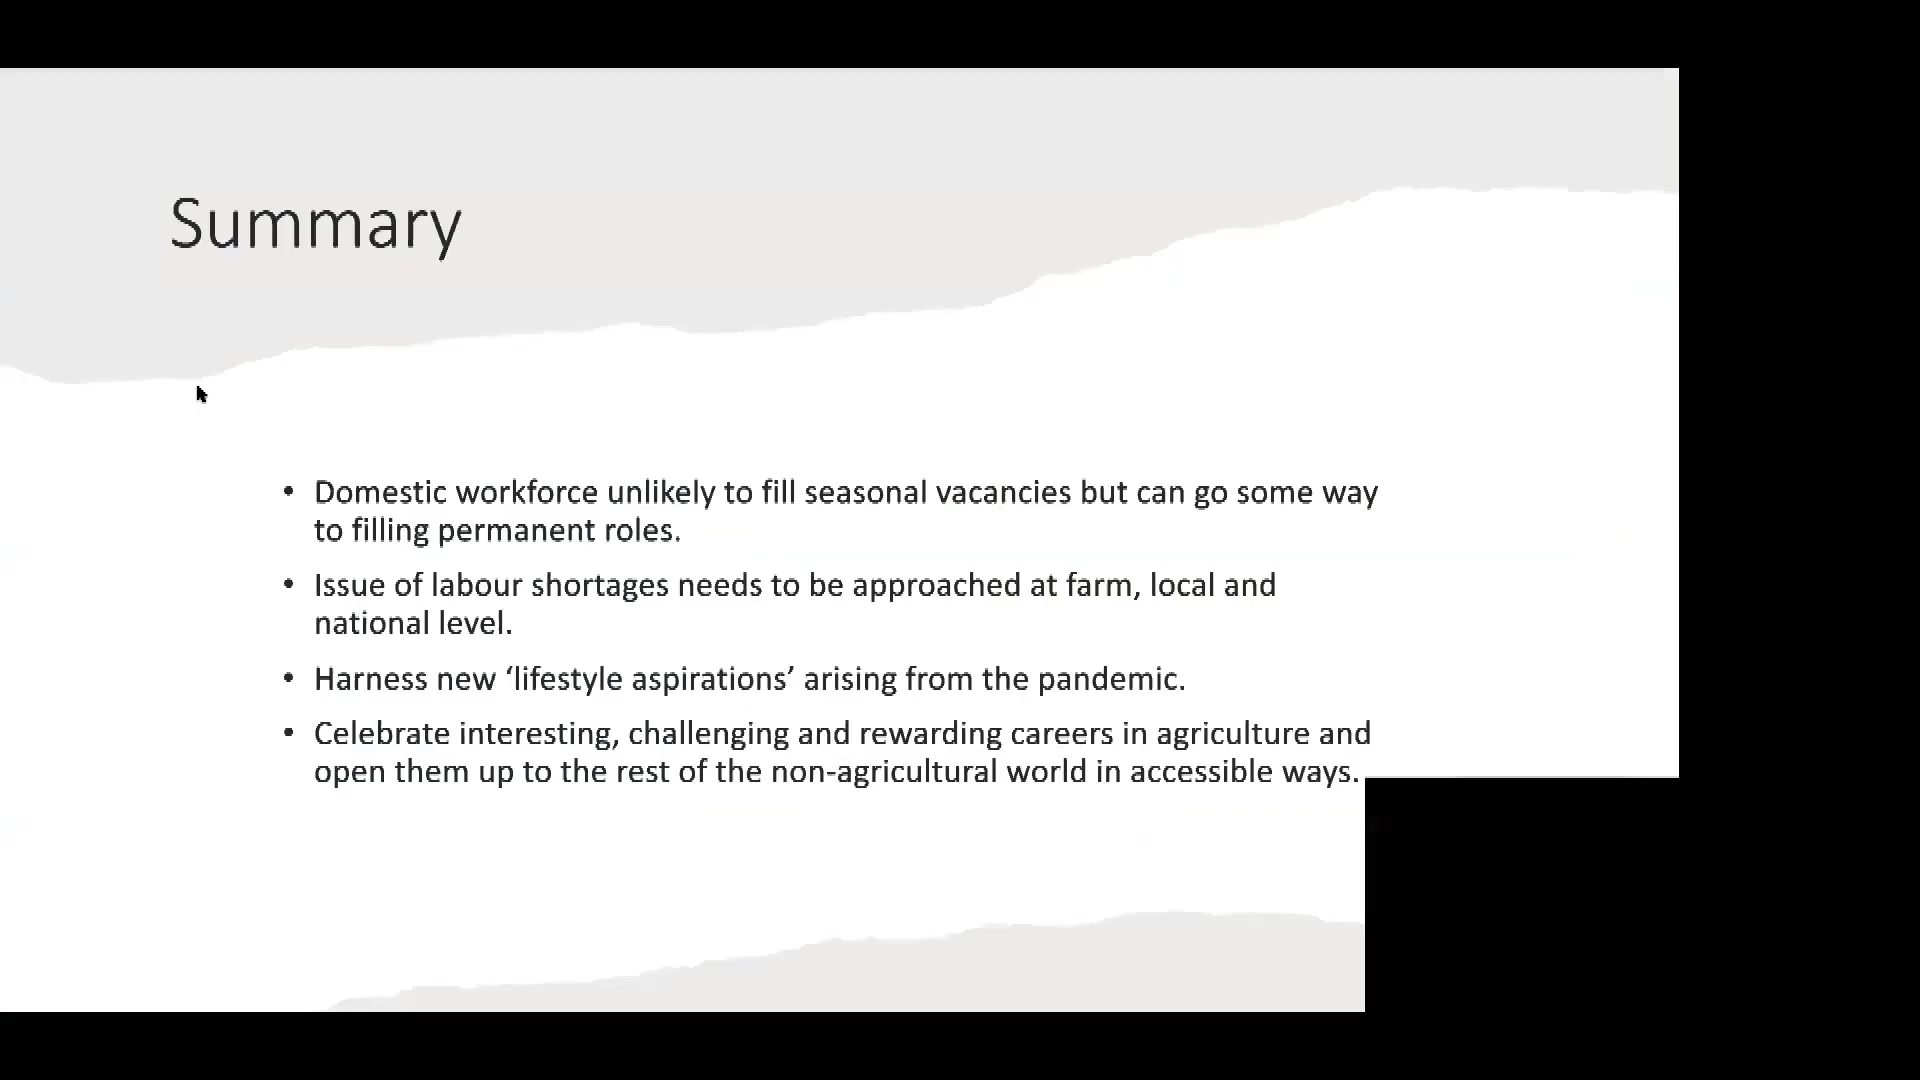 Summary
• Domestic workforce unlikely to fill seasonal vacancies but can go some way
to filling permanent roles.
• Issue of labour shortages needs to be approached at farm, local and
national level.
• Harness new ‘lifestyle aspirations’ arising from the pandemic.
• Celebrate interesting, challenging and rewarding careers in agriculture and
open them up to the rest of the non-agricultural world in accessible ways.